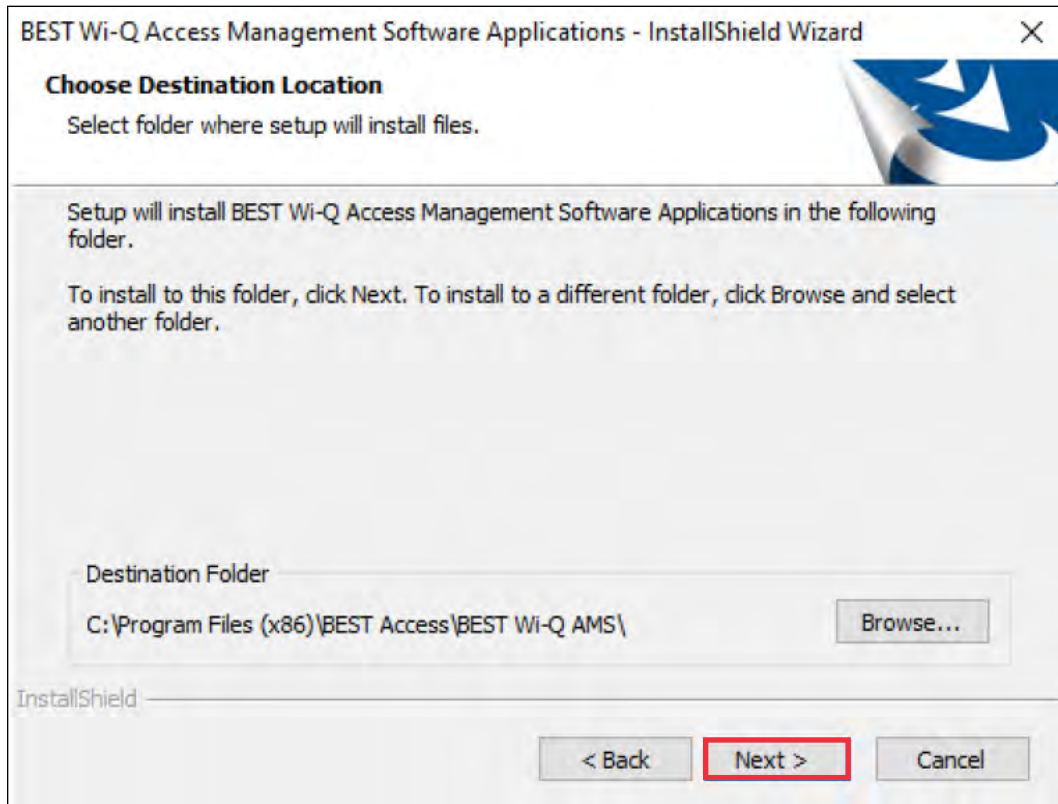 BEST Wi-Q Access Management Software Applications - InstallShield Wizard
Choose Destination Location
Select folder where setup will install files.
Setup will install BEST Wi-Q Access Management Software Applications in the following
folder.
To install to this folder, click Next. To install to a different folder, click Browse and select
another folder.
Destination Folder
C:\Program Files (x86)\BEST Access\BEST Wi-Q AMS\
Browse...
InstallShield
< Back
Next >
Cancel